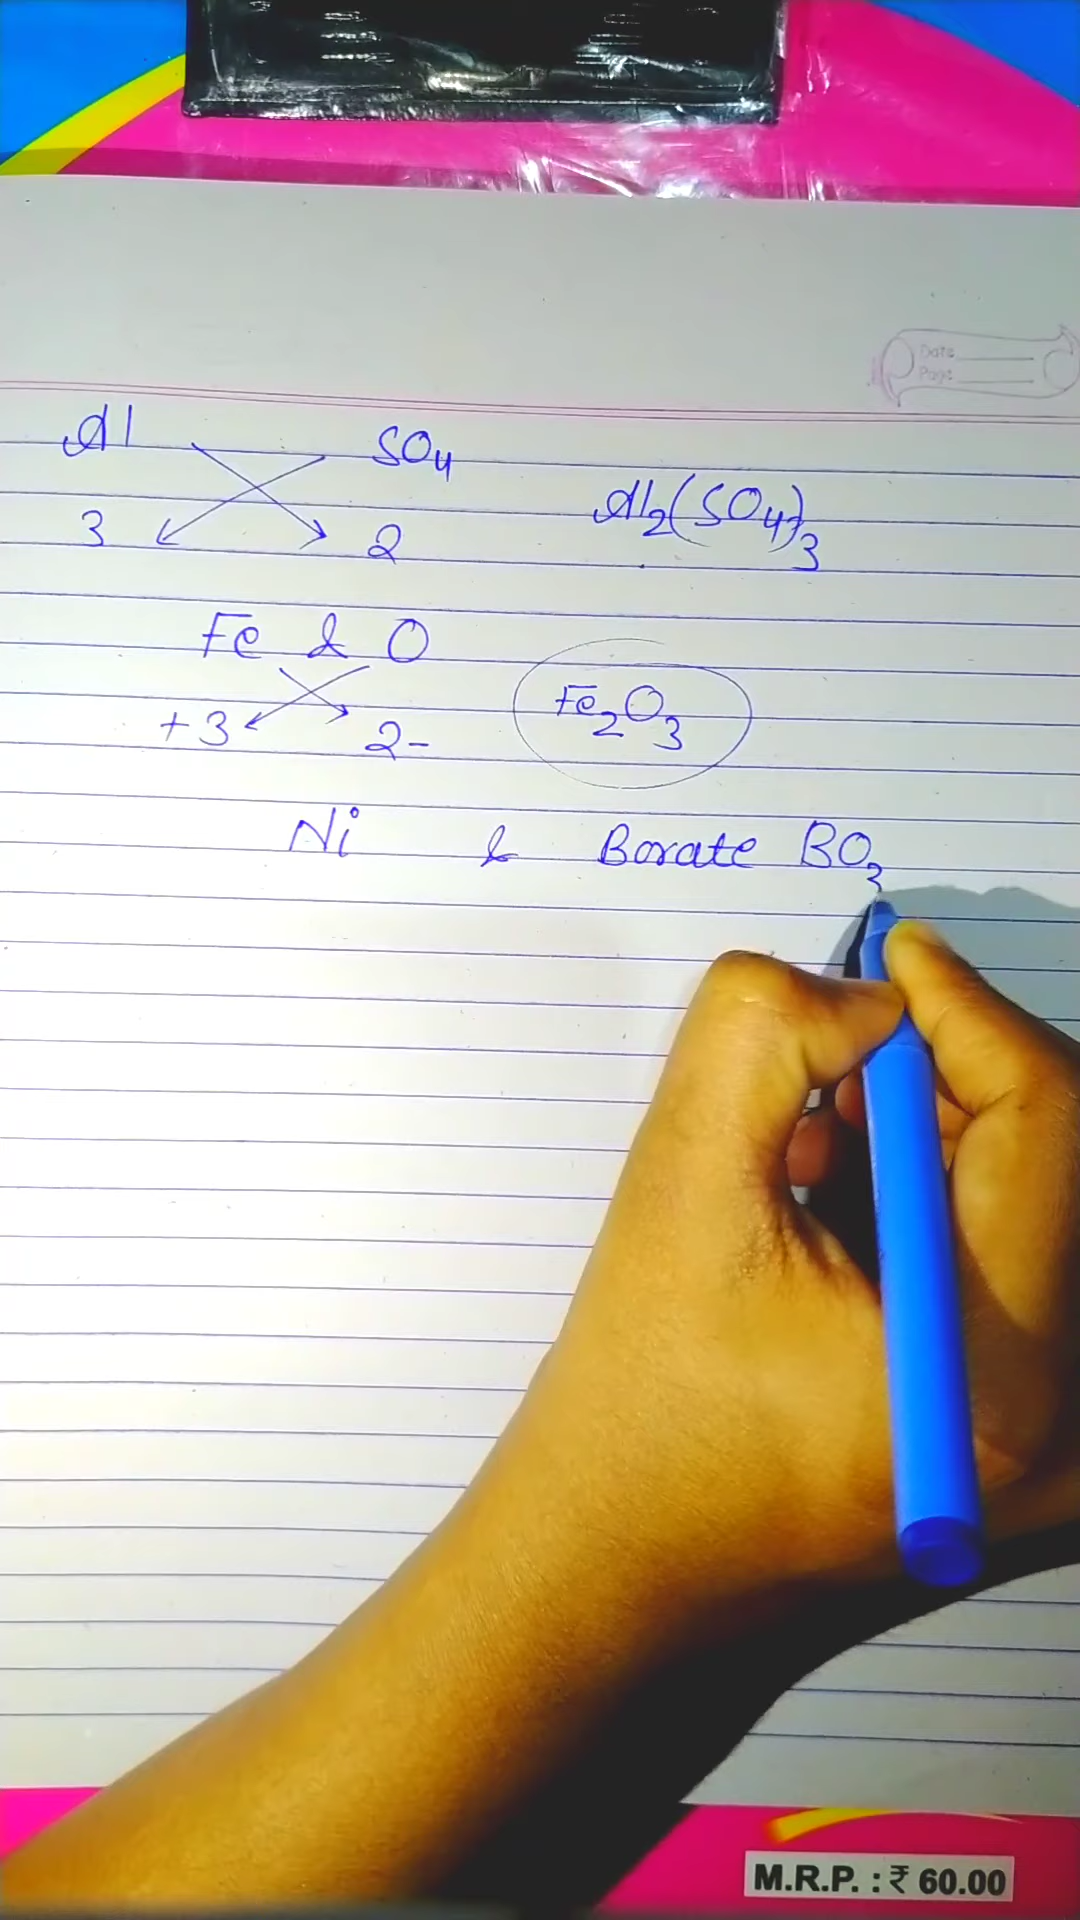 Date
Page
Al SO₄
3 2 Al₂(SO₄)₃
Fe & O
+3 2- Fe₂O₃
Ni & Borate BO₃
M.R.P. : ₹ 60.00